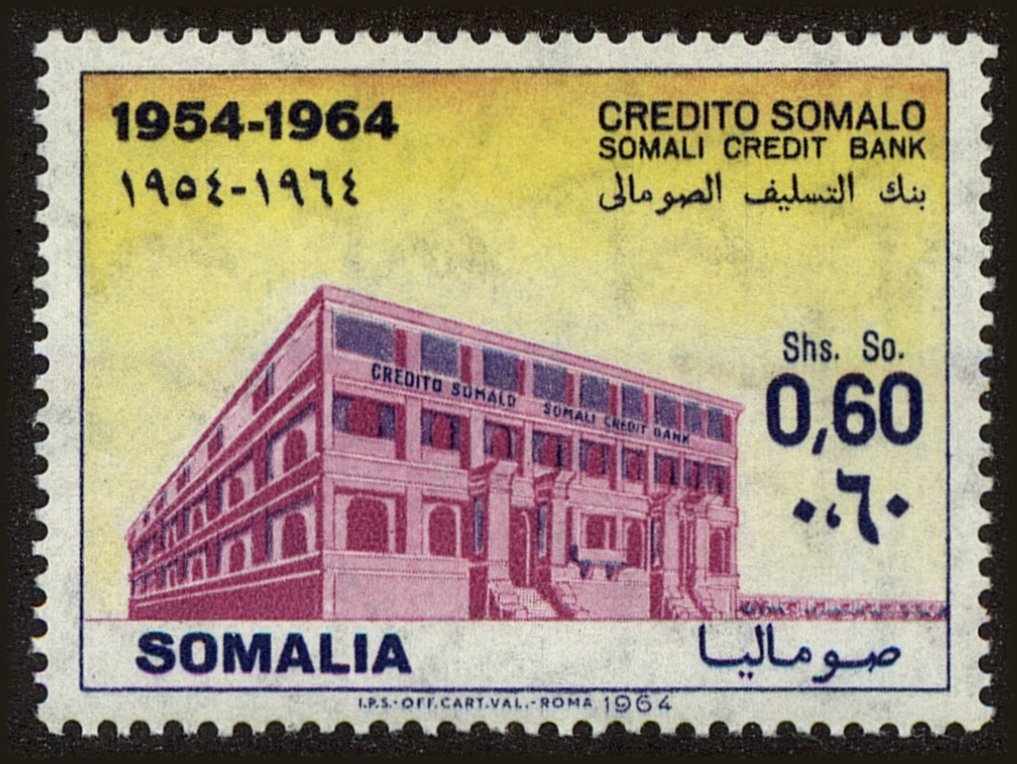 1954-1964
١٩٥٤-١٩٦٤
CREDITO SOMALO
SOMALI CREDIT BANK
بنك التسليف الصومالى
CREDITO SOMALO SOMALI CREDIT BANK
Shs. So.
0,60
٠،٦٠
SOMALIA
صوماليا
I.P.S.-OFF.CART.VAL.-ROMA 1964